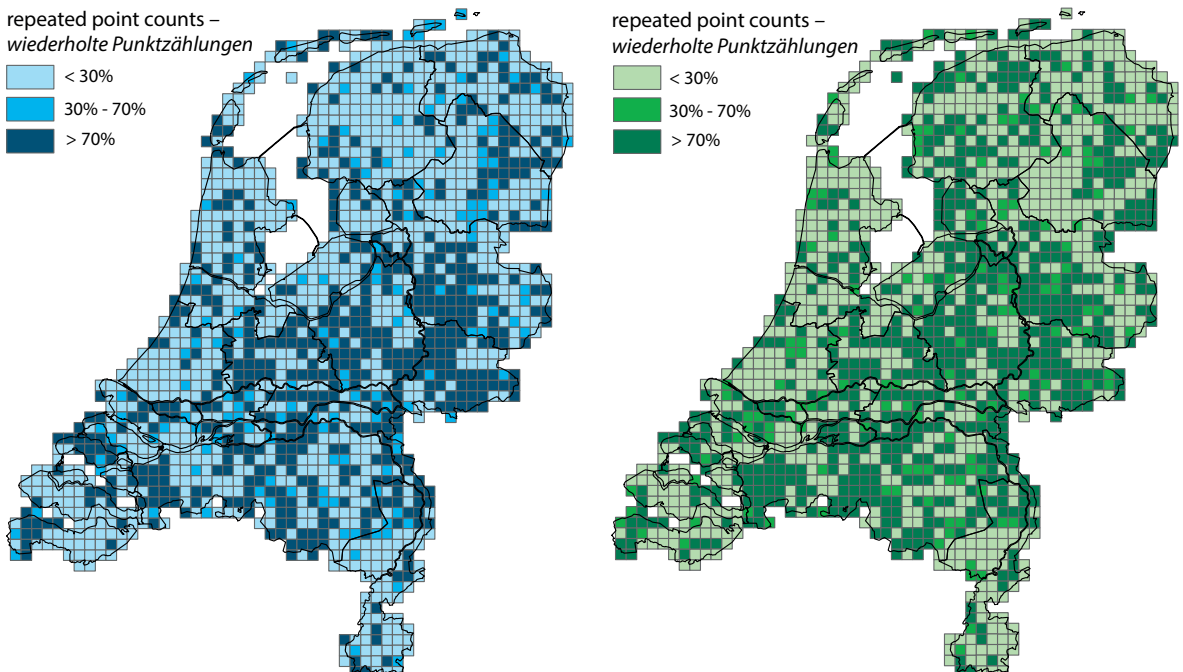 repeated point counts –
wiederholte Punktzählungen
< 30%
30% - 70%
> 70%
repeated point counts –
wiederholte Punktzählungen
< 30%
30% - 70%
> 70%